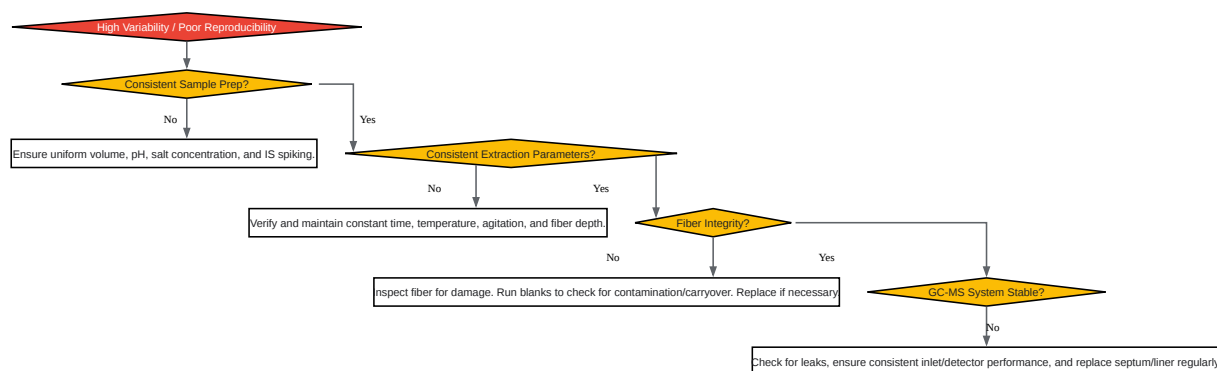 High Variability / Poor Reproducibility
Consistent Sample Prep?
No
Yes
Ensure uniform volume, pH, salt concentration, and IS spiking.
Consistent Extraction Parameters?
No
Yes
Verify and maintain constant time, temperature, agitation, and fiber depth.
Fiber Integrity?
No
Yes
nspect fiber for damage. Run blanks to check for contamination/carryover. Replace if necessary
GC-MS System Stable?
No
Check for leaks, ensure consistent inlet/detector performance, and replace septum/liner regularly